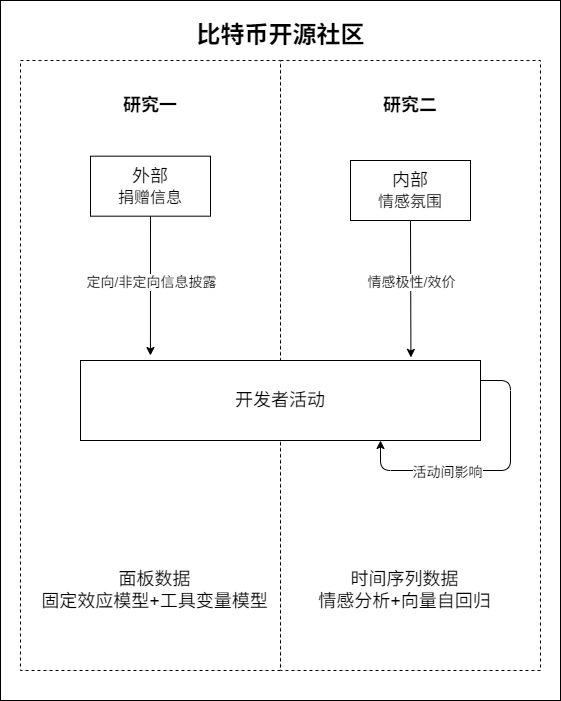 比特币开源社区
研究一
研究二
外部
捐赠信息
内部
情感氛围
定向/非定向信息披露
情感极性/效价
开发者活动
活动间影响
面板数据
固定效应模型+工具变量模型
时间序列数据
情感分析+向量自回归